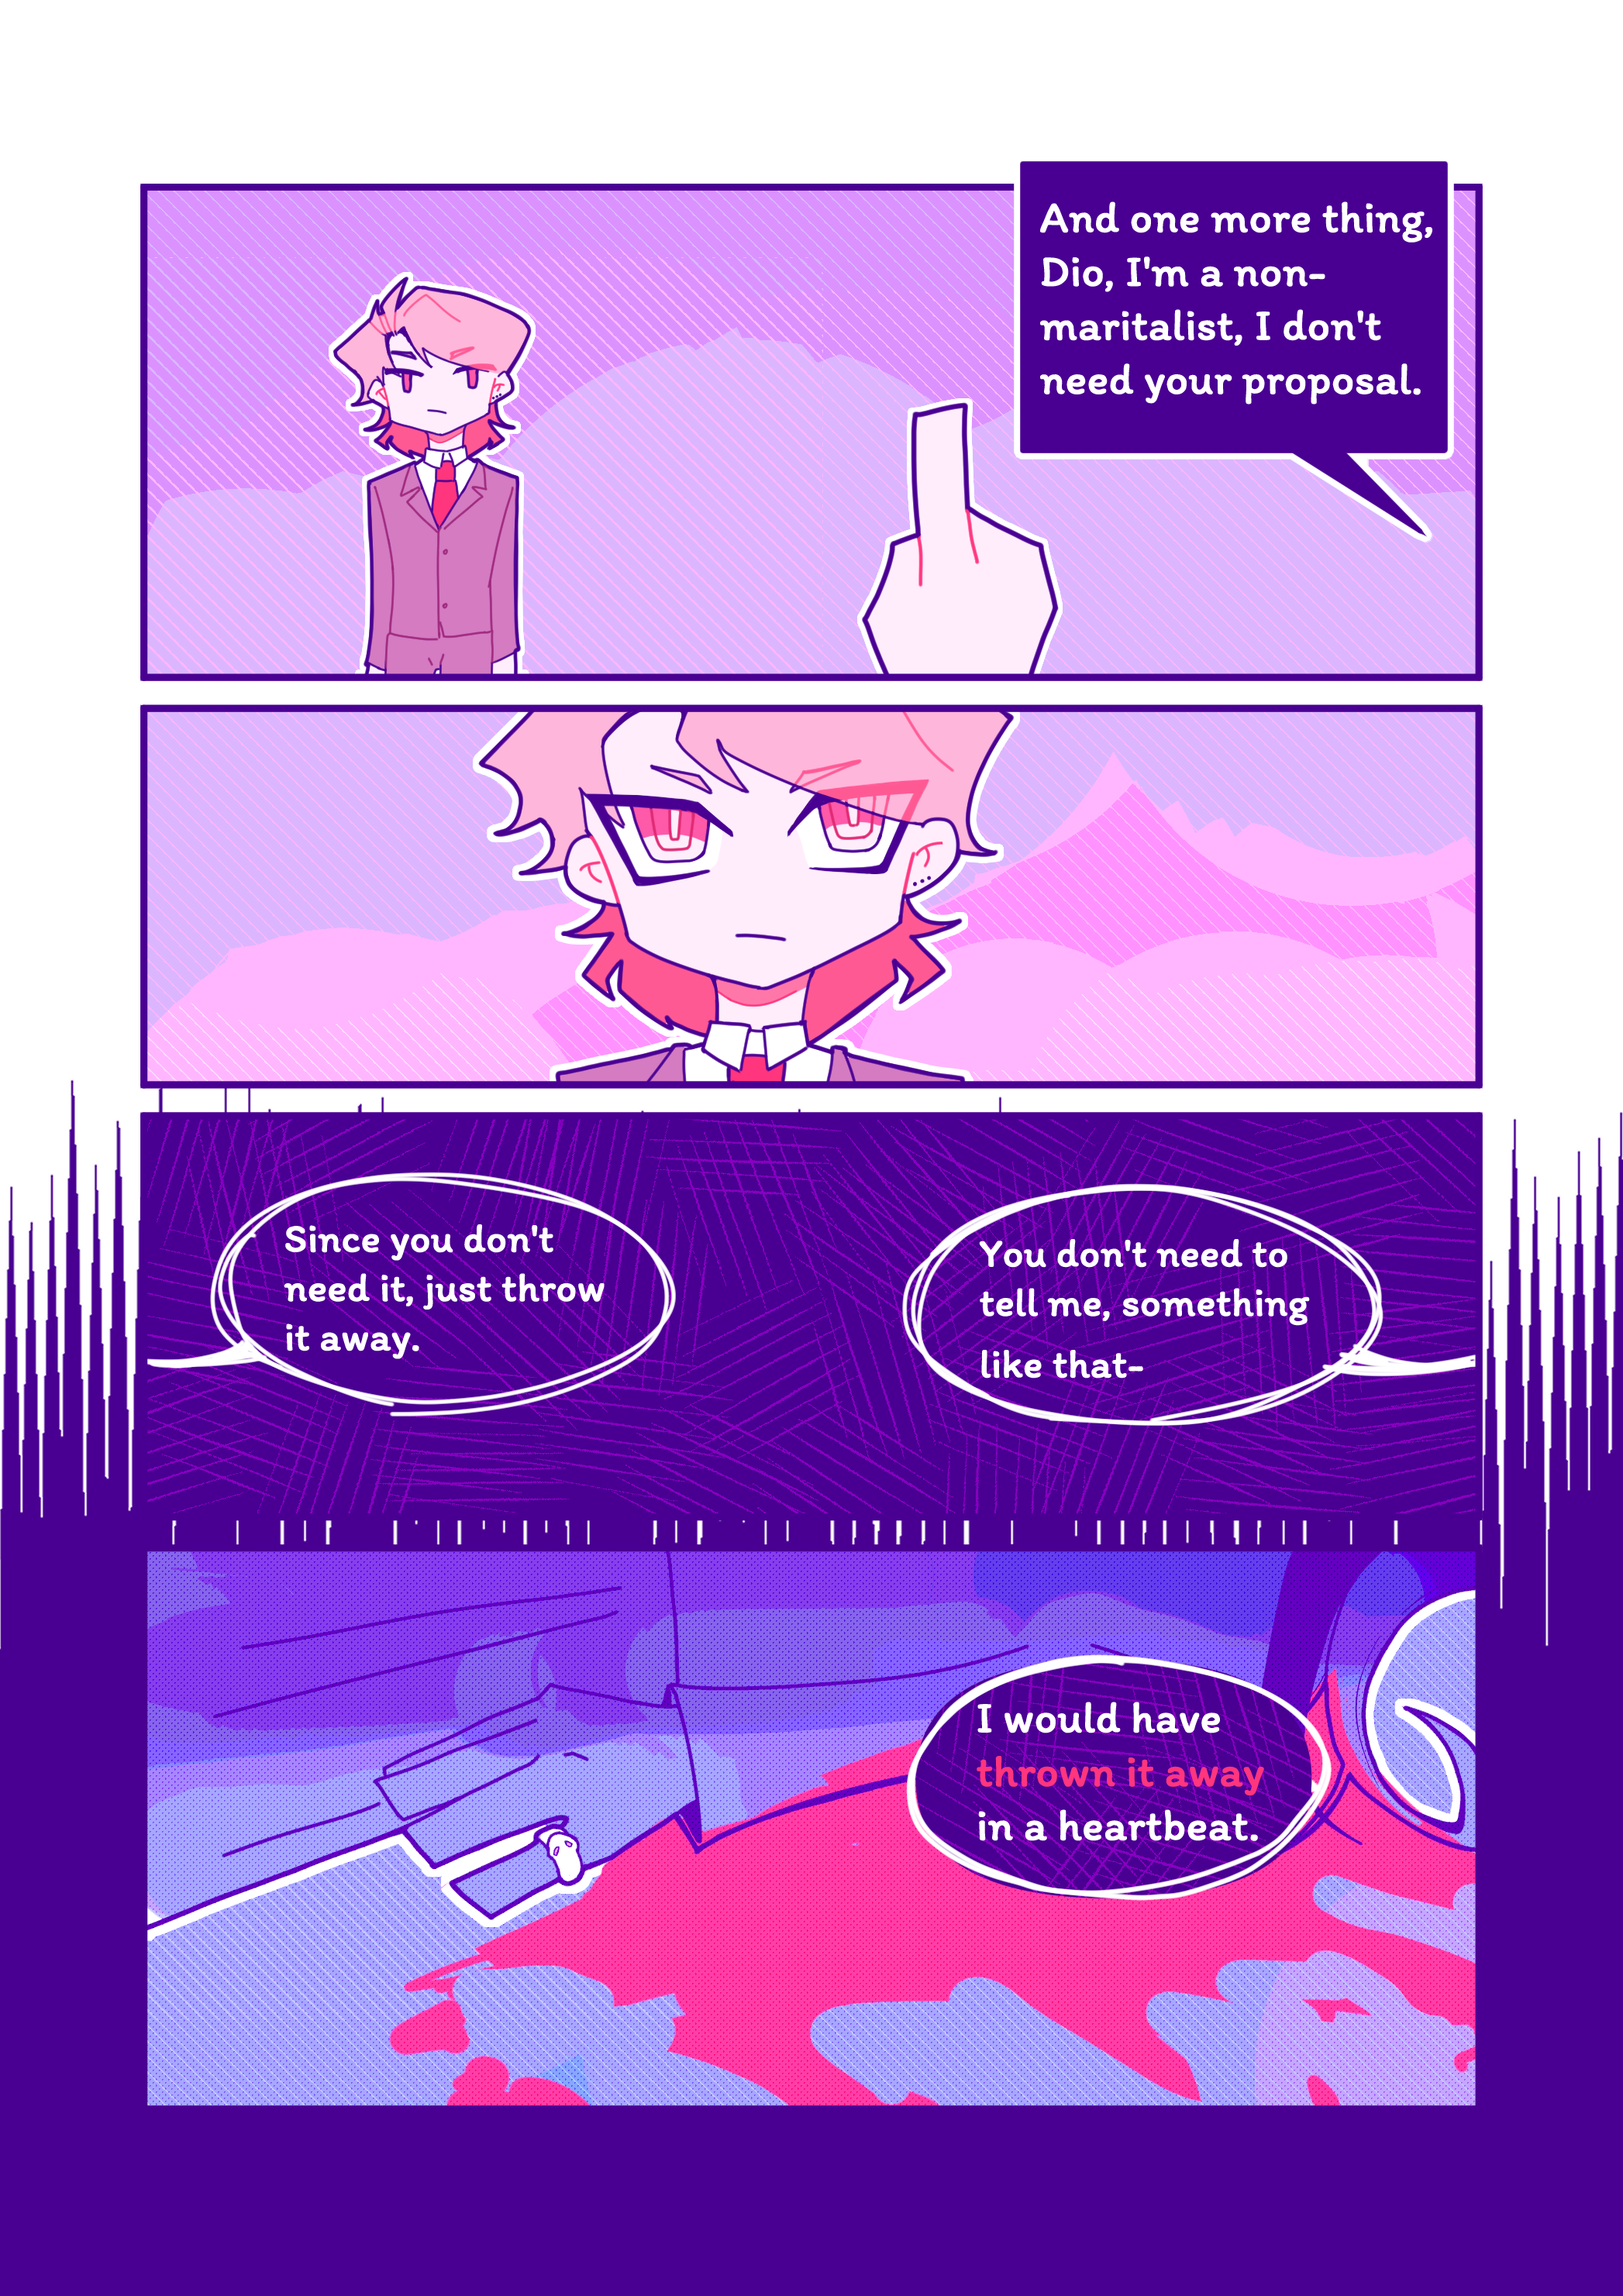 And one more thing,
Dio, I'm a non-
maritalist, I don't
need your proposal.
Since you don't
need it, just throw
it away.
You don't need to
tell me, something
like that-
I would have
thrown it away
in a heartbeat.